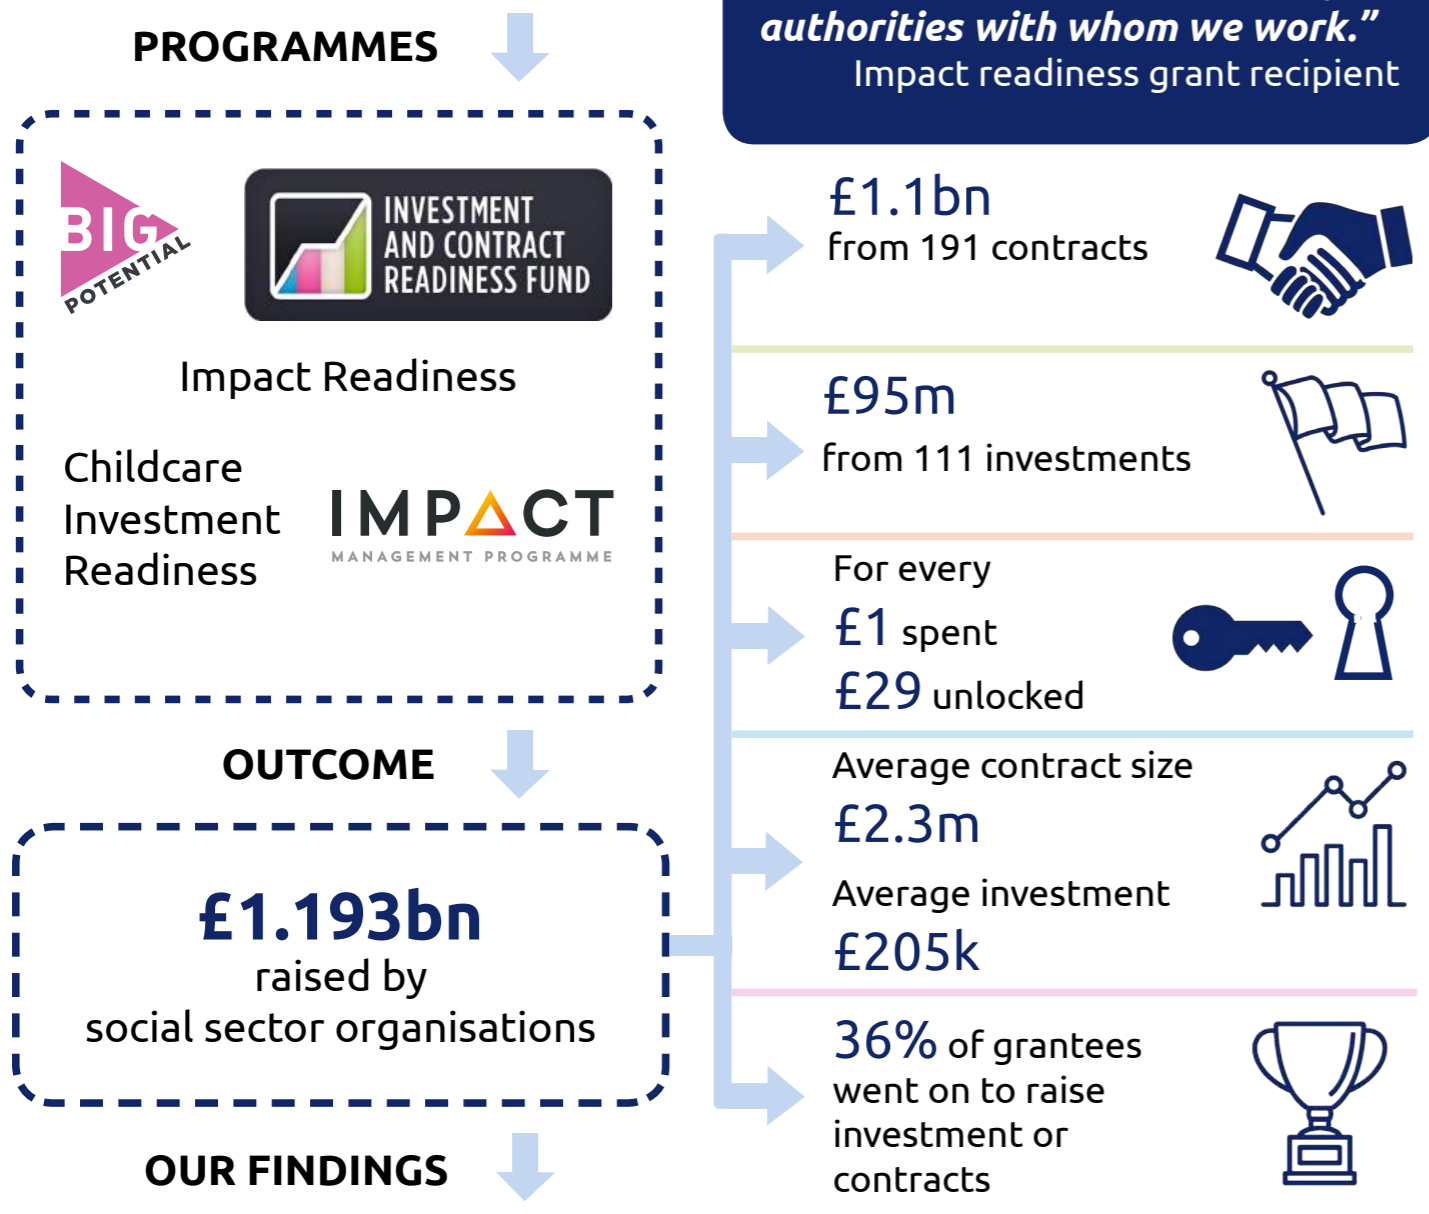 PROGRAMMES
BIG
POTENTIAL
INVESTMENT
AND CONTRACT
READINESS FUND
Impact Readiness
Childcare
Investment
Readiness
IMPACT
MANAGEMENT PROGRAMME
OUTCOME
£1.193bn
raised by
social sector organisations
OUR FINDINGS
authorities with whom we work.”
Impact readiness grant recipient
£1.1bn
from 191 contracts
£95m
from 111 investments
For every
£1 spent
£29 unlocked
Average contract size
£2.3m
Average investment
£205k
36% of grantees
went on to raise
investment or
contracts